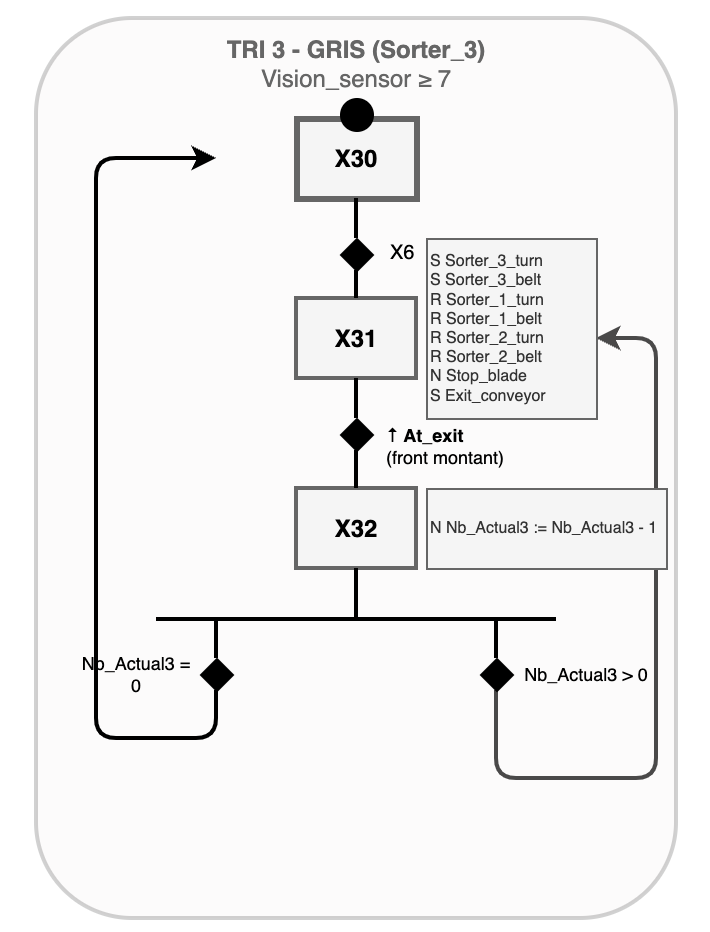 TRI 3 - GRIS (Sorter_3)
Vision_sensor ≥ 7
X30
X6
S Sorter_3_turn
S Sorter_3_belt
R Sorter_1_turn
R Sorter_1_belt
R Sorter_2_turn
R Sorter_2_belt
N Stop_blade
S Exit_conveyor
X31
↑ At_exit
(front montant)
X32
N Nb_Actual3 := Nb_Actual3 - 1
Nb_Actual3 =
0
Nb_Actual3 > 0